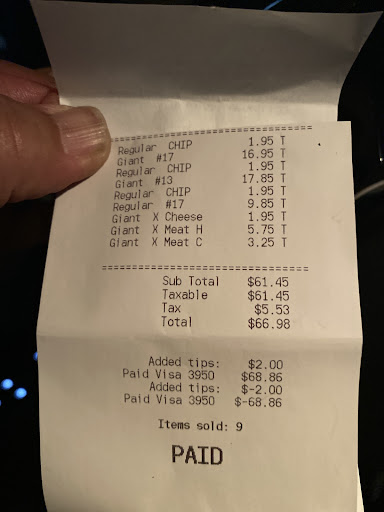 Regular CHIP 1.95 T
Giant #17 16.95 T
Regular CHIP 1.95 T
Giant #13 17.85 T
Regular CHIP 1.95 T
Regular #17 9.85 T
Giant X Cheese 1.95 T
Giant X Meat H 5.75 T
Giant X Meat C 3.25 T
Sub Total $61.45
Taxable $61.45
Tax $5.53
Total $66.98
Added tips: $2.00
Paid Visa 3950 $68.86
Added tips: $-2.00
Paid Visa 3950 $-68.86
Items sold: 9
PAID